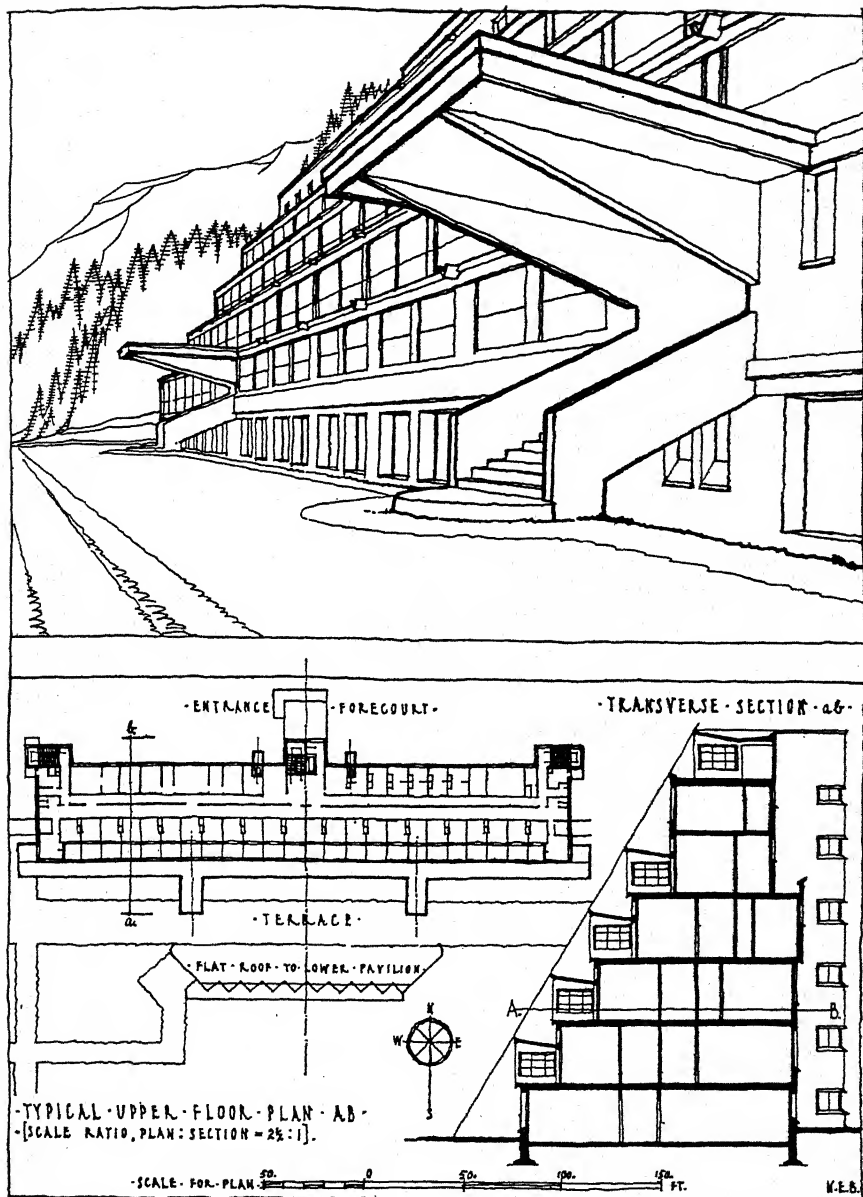 -ENTRANCE FORECOURT-
-TRANSVERSE-SECTION-ab-
b
a
-TERRACE-
-FLAT-ROOF-TO-LOWER-PAVILION-
N
W E
S
A. B.
-TYPICAL-UPPER-FLOOR-PLAN-AB-
-[SCALE RATIO, PLAN:SECTION = 2½:1].
-SCALE-FOR-PLAN- 50. 0 50. 100. 150. FT.
N.E.B.